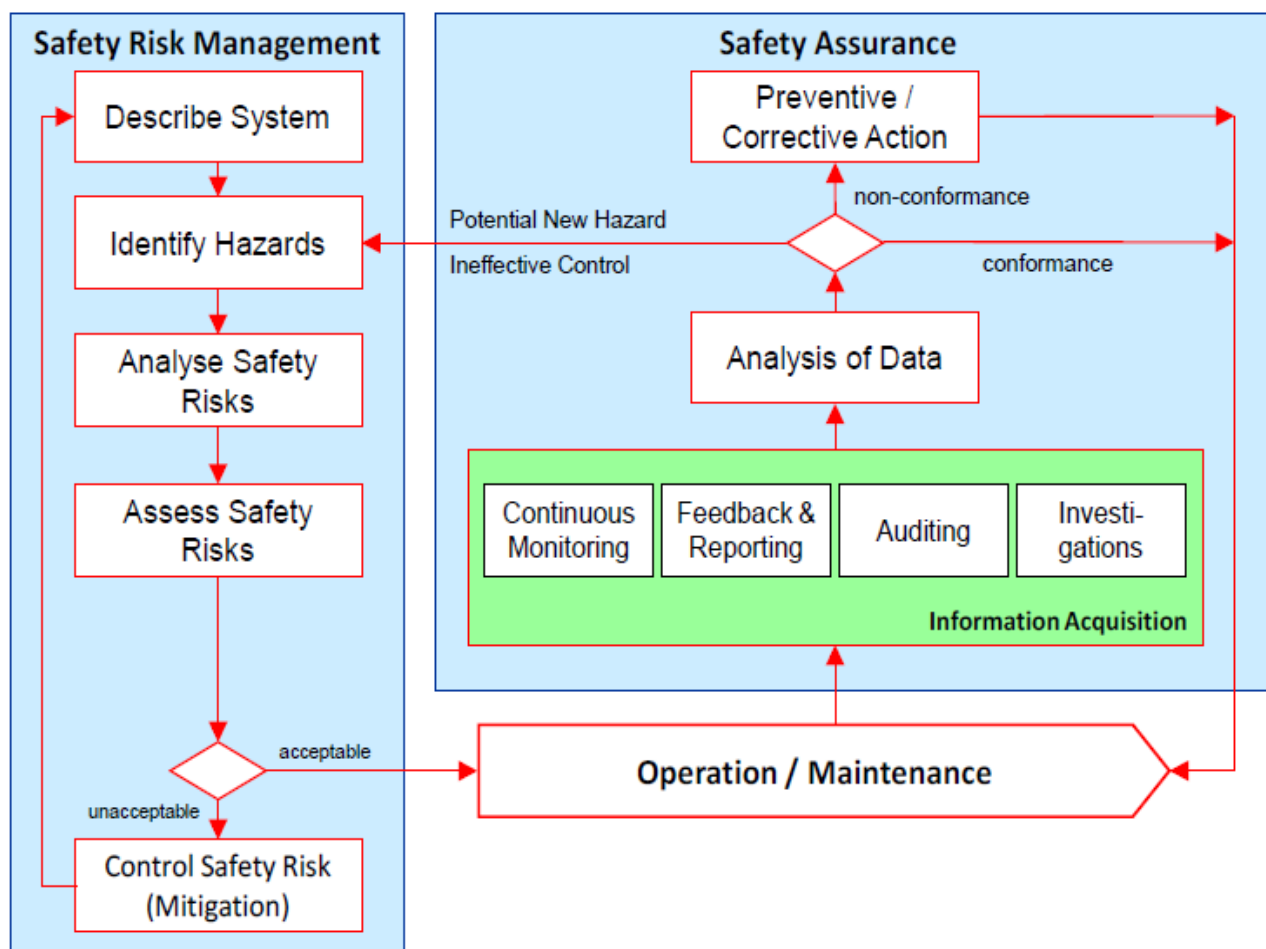 Safety Risk Management
Describe System
Identify Hazards
Analyse Safety
Risks
Assess Safety
Risks
acceptable
unacceptable
Control Safety Risk
(Mitigation)
Safety Assurance
Preventive /
Corrective Action
non-conformance
Potential New Hazard
Ineffective Control
conformance
Analysis of Data
Continuous
Monitoring
Feedback &
Reporting
Auditing
Investi-
gations
Information Acquisition
Operation / Maintenance